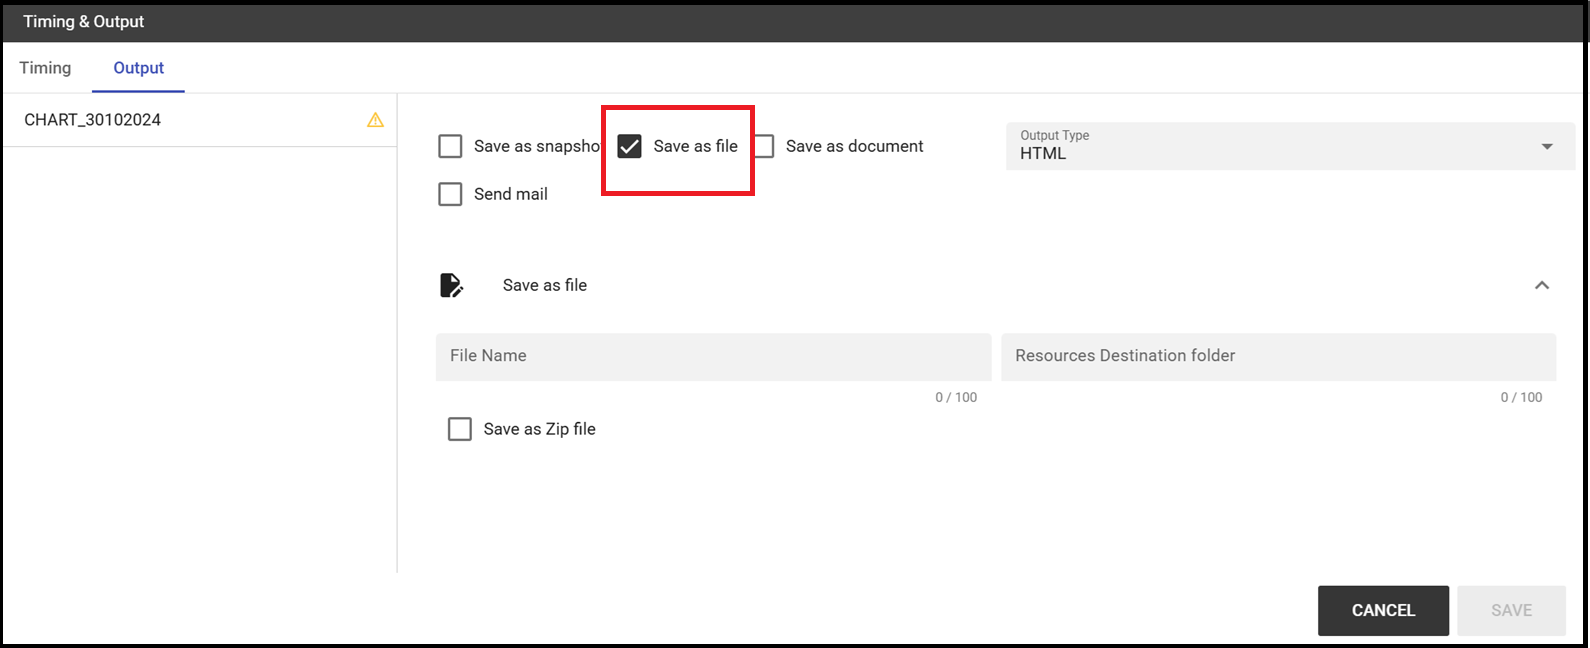 Timing & Output
Timing Output
CHART_30102024
Save as snapsho Save as file Save as document
Output Type
HTML
Send mail
Save as file
File Name Resources Destination folder
0 / 100 0 / 100
Save as Zip file
CANCEL SAVE